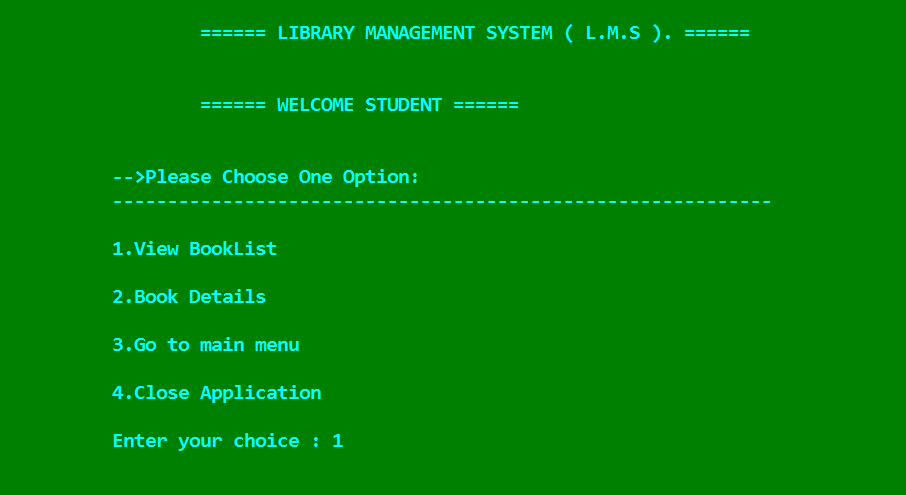 ====== LIBRARY MANAGEMENT SYSTEM ( L.M.S ). ======
====== WELCOME STUDENT ======
-->Please Choose One Option:
------------------------------------------------------------
1.View BookList
2.Book Details
3.Go to main menu
4.Close Application
Enter your choice : 1